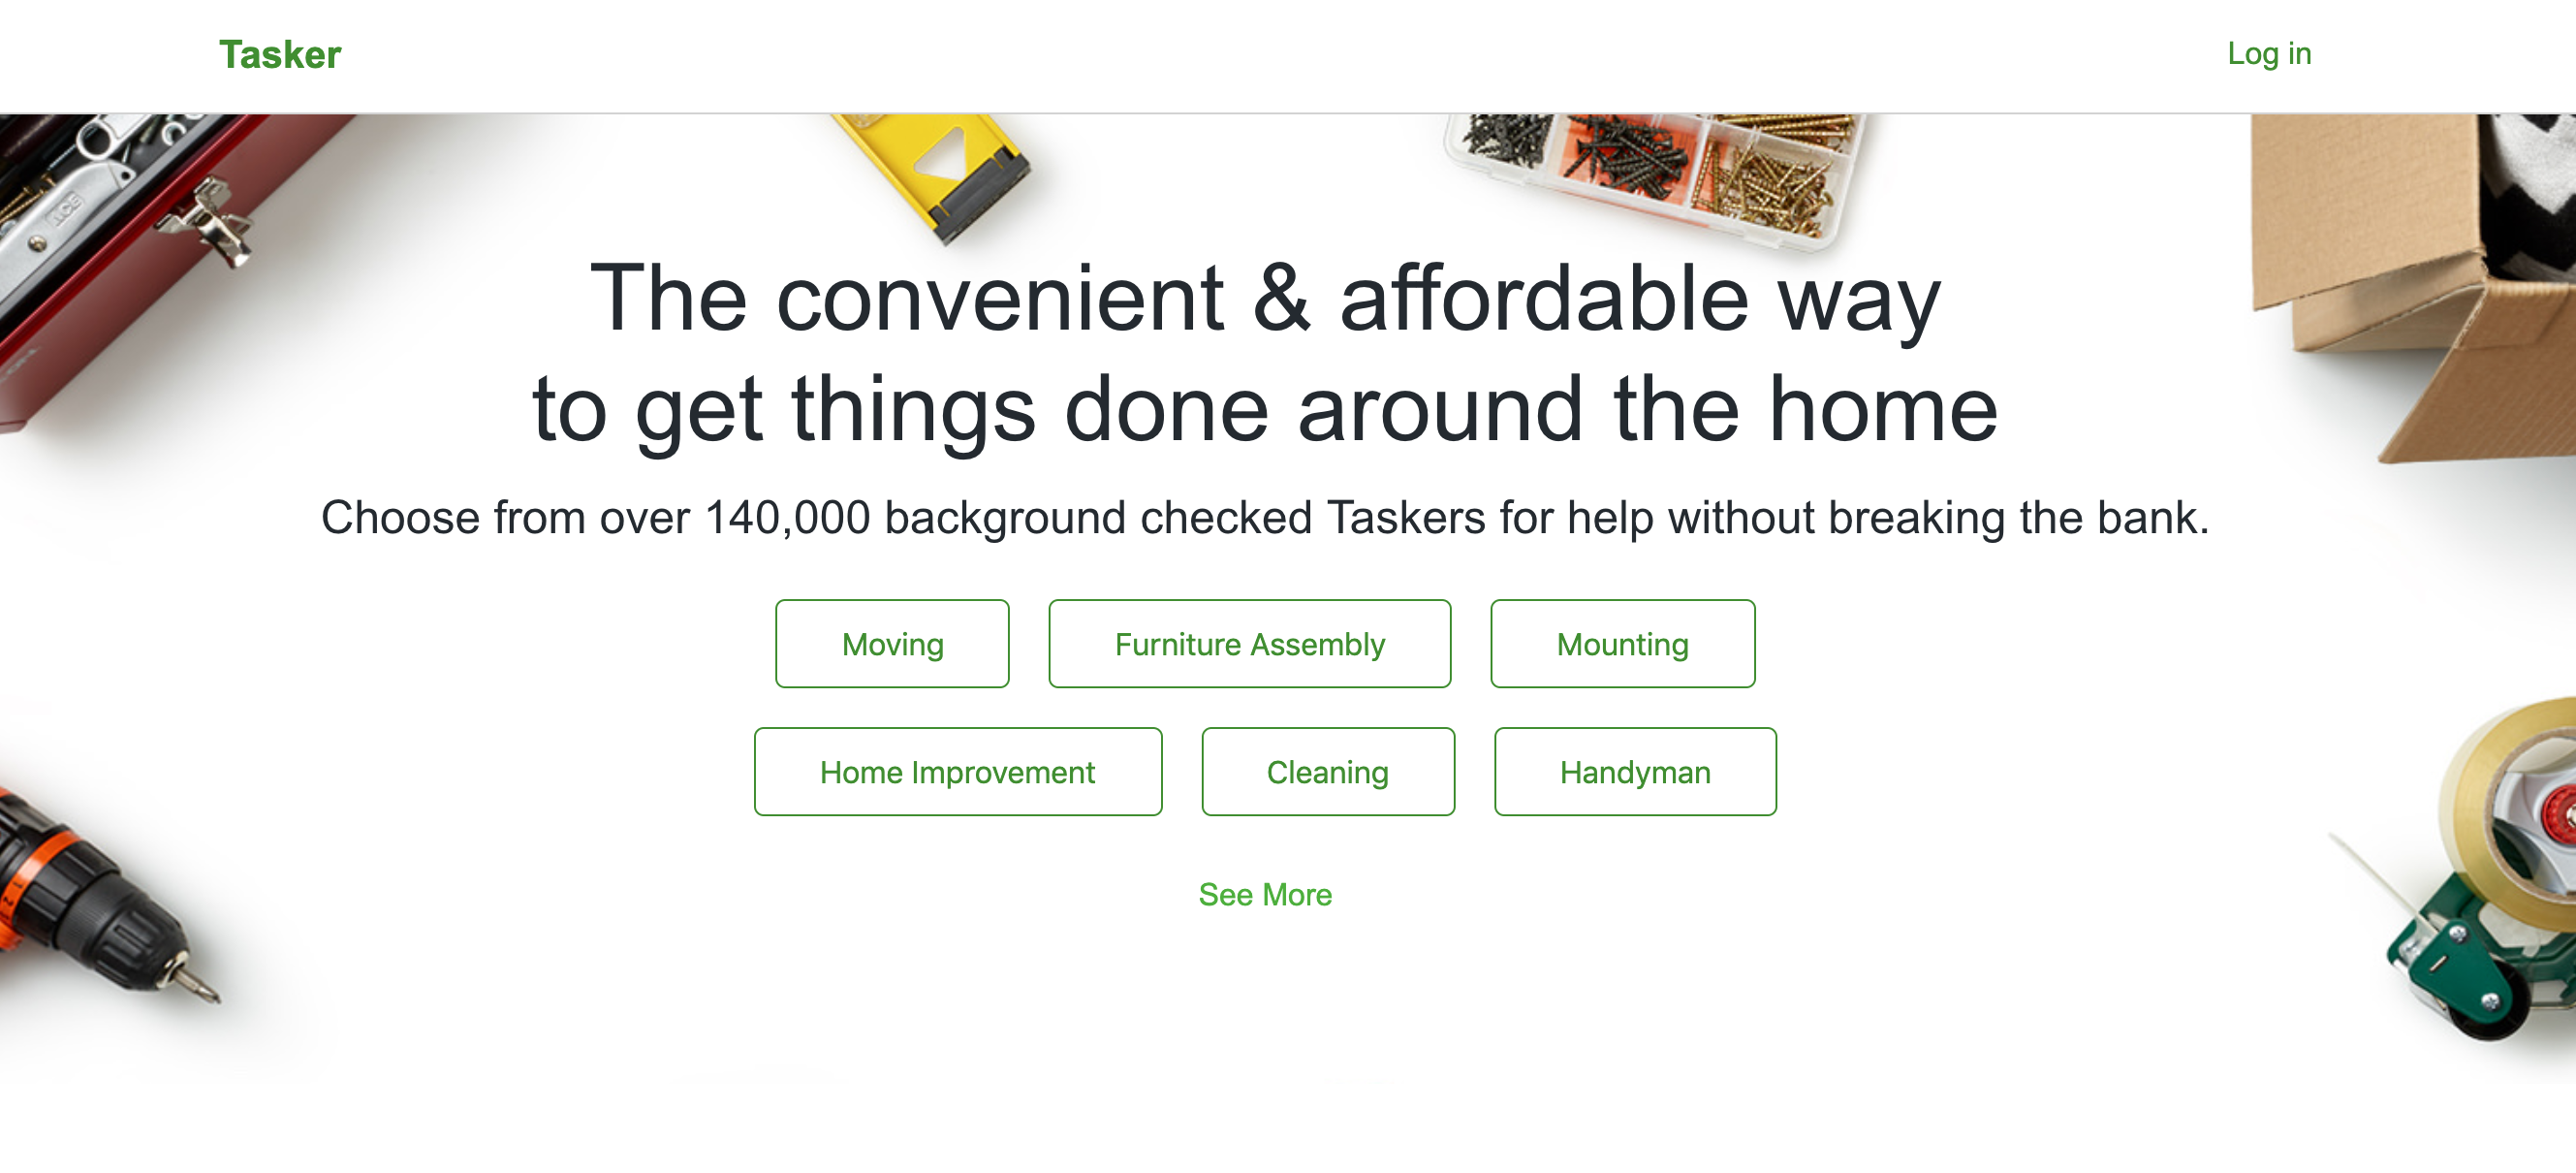 Tasker
Log in
The convenient & affordable way
to get things done around the home
Choose from over 140,000 background checked Taskers for help without breaking the bank.
Moving
Furniture Assembly
Mounting
Home Improvement
Cleaning
Handyman
See More